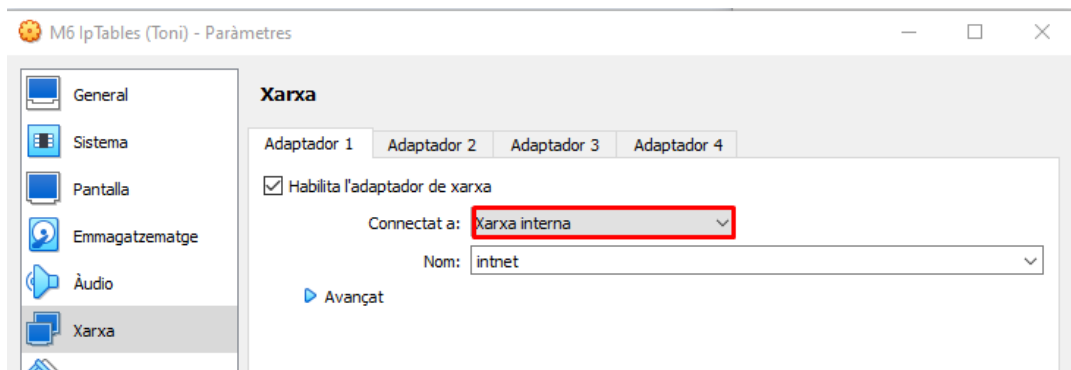 M6 IpTables (Toni) - Paràmetres
General
Sistema
Pantalla
Emmagatzematge
Àudio
Xarxa
Xarxa
Adaptador 1 Adaptador 2 Adaptador 3 Adaptador 4
Habilita l'adaptador de xarxa
Connectat a: Xarxa interna
Nom: intnet
Avançat